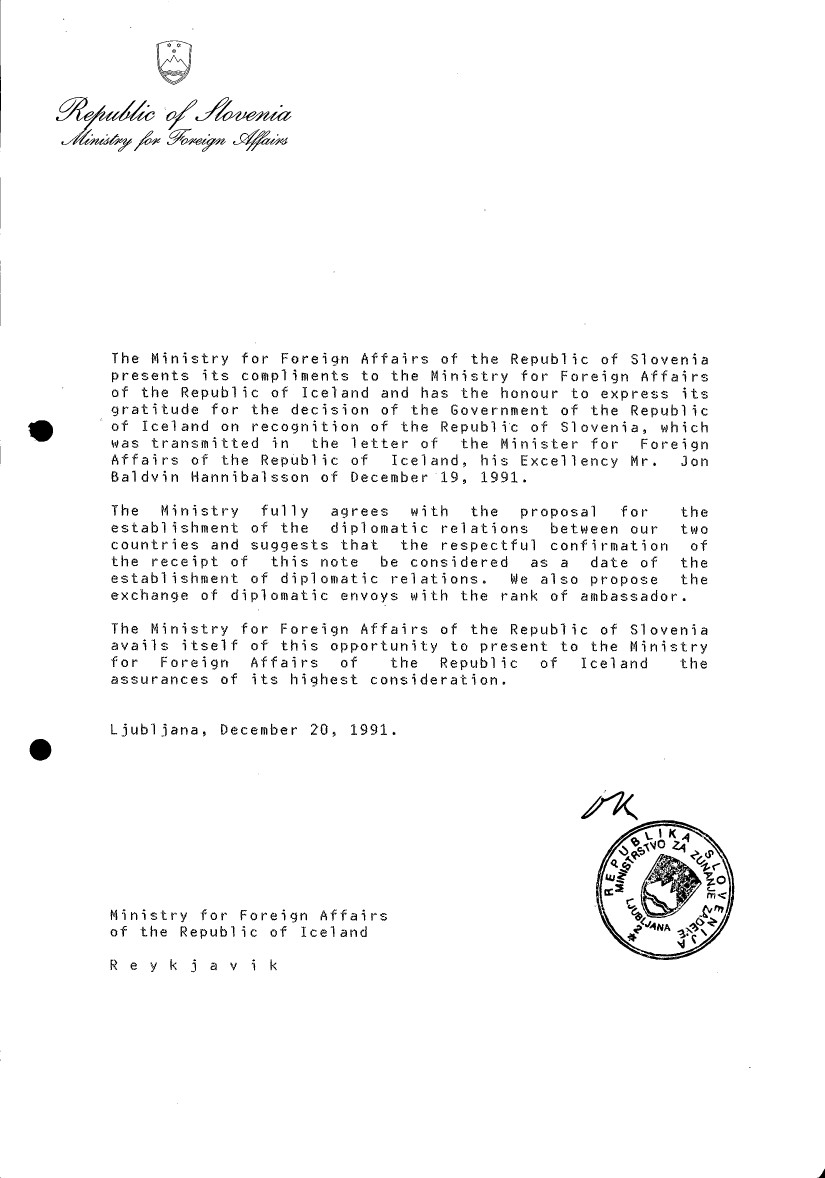 Republic of Slovenia
Ministry for Foreign Affairs
The Ministry for Foreign Affairs of the Republic of Slovenia
presents its compliments to the Ministry for Foreign Affairs
of the Republic of Iceland and has the honour to express its
gratitude for the decision of the Government of the Republic
of Iceland on recognition of the Republic of Slovenia, which
was transmitted in the letter of the Minister for Foreign
Affairs of the Republic of Iceland, his Excellency Mr. Jon
Baldvin Hannibalsson of December 19, 1991.
The Ministry fully agrees with the proposal for the
establishment of the diplomatic relations between our two
countries and suggests that the respectful confirmation of
the receipt of this note be considered as a date of the
establishment of diplomatic relations. We also propose the
exchange of diplomatic envoys with the rank of ambassador.
The Ministry for Foreign Affairs of the Republic of Slovenia
avails itself of this opportunity to present to the Ministry
for Foreign Affairs of the Republic of Iceland the
assurances of its highest consideration.
Ljubljana, December 20, 1991.
REPUBLIKA SLOVENIJA
MINISTRSTVO ZA ZUNANJE ZADEVE
LJUBLJANA
*2
Ministry for Foreign Affairs
of the Republic of Iceland
R e y k j a v i k